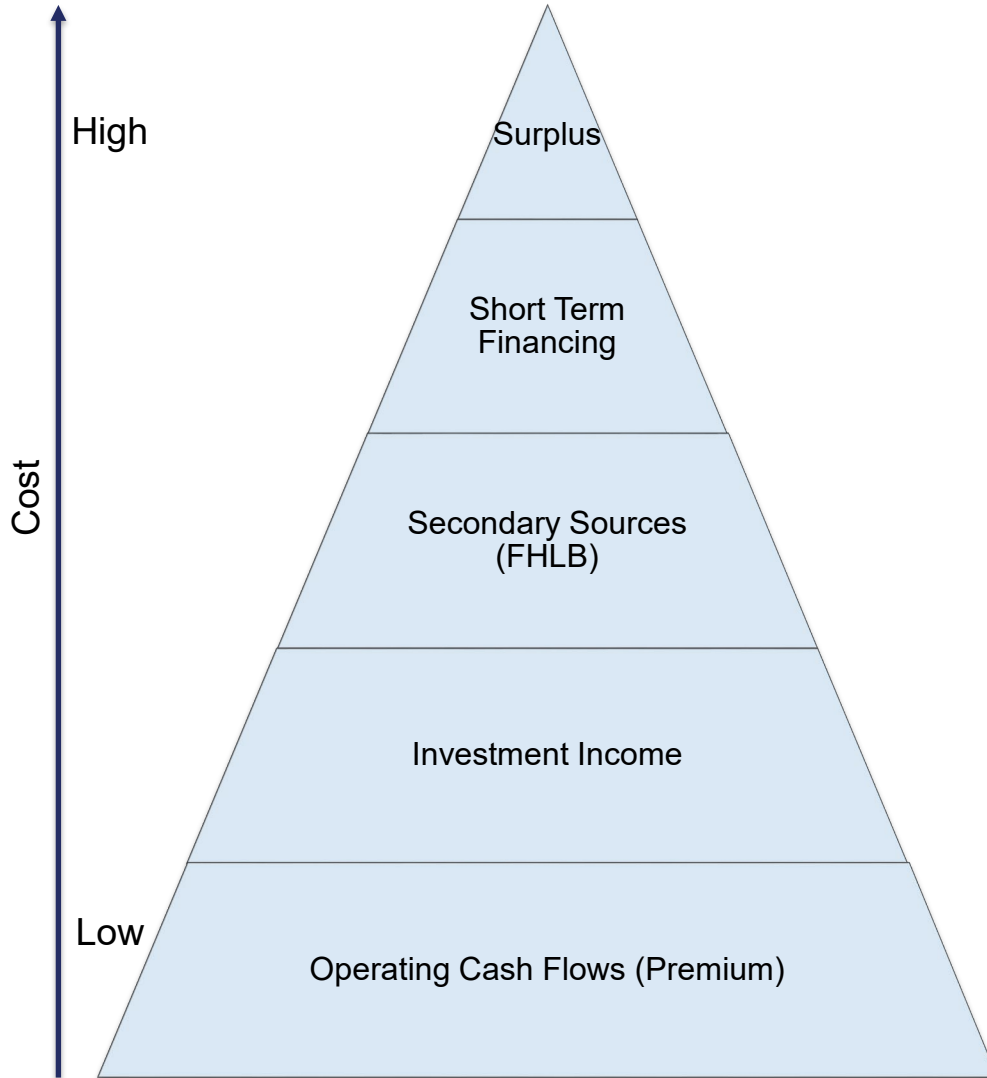 High
Surplus
Short Term
Financing
Cost
Secondary Sources
(FHLB)
Investment Income
Low
Operating Cash Flows (Premium)